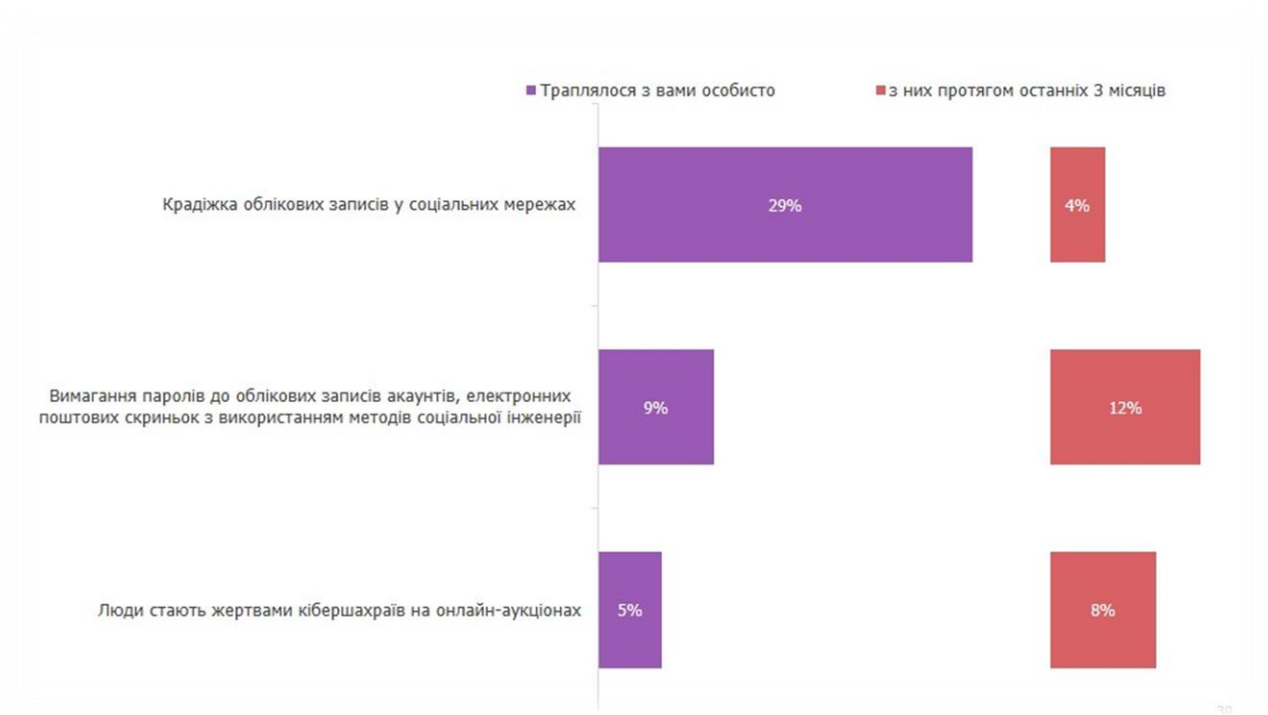 Траплялося з вами особисто
з них протягом останніх 3 місяців
Крадіжка облікових записів у соціальних мережах
29%
4%
Вимагання паролів до облікових записів акаунтів, електронних
поштових скриньок з використанням методів соціальної інженерії
9%
12%
Люди стають жертвами кібершахраїв на онлайн-аукціонах
5%
8%
30